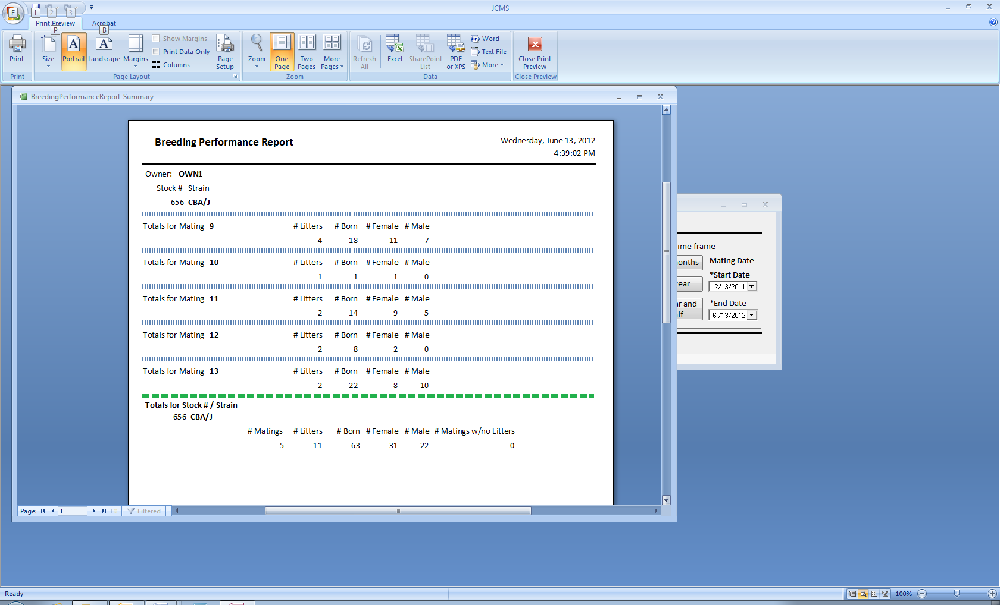 JCMS
F 1 2 3
Print Preview Acrobat
P B
Print
Size Portrait Landscape Margins
Show Margins
Print Data Only
Columns
Page Setup
Zoom
One Page
Two Pages
More Pages
Refresh All
Excel
SharePoint List
PDF or XPS
Word
Text File
More
Close Print Preview
Print Page Layout Zoom Data Close Preview
BreedingPerformanceReport_Summary
Breeding Performance Report
Wednesday, June 13, 2012
4:39:02 PM
Owner: OWN1
Stock # Strain
656 CBA/J
Totals for Mating 9 # Litters # Born # Female # Male
4 18 11 7
Totals for Mating 10 # Litters # Born # Female # Male
1 1 1 0
Totals for Mating 11 # Litters # Born # Female # Male
2 14 9 5
Totals for Mating 12 # Litters # Born # Female # Male
2 8 2 0
Totals for Mating 13 # Litters # Born # Female # Male
2 22 8 10
Totals for Stock # / Strain
656 CBA/J
# Matings # Litters # Born # Female # Male # Matings w/no Litters
5 11 63 31 22 0
ime frame
onths
Mating Date
*Start Date
ear
12/13/2011
r and
lf
*End Date
6 /13/2012
Page: 3 Filtered
Ready
100%